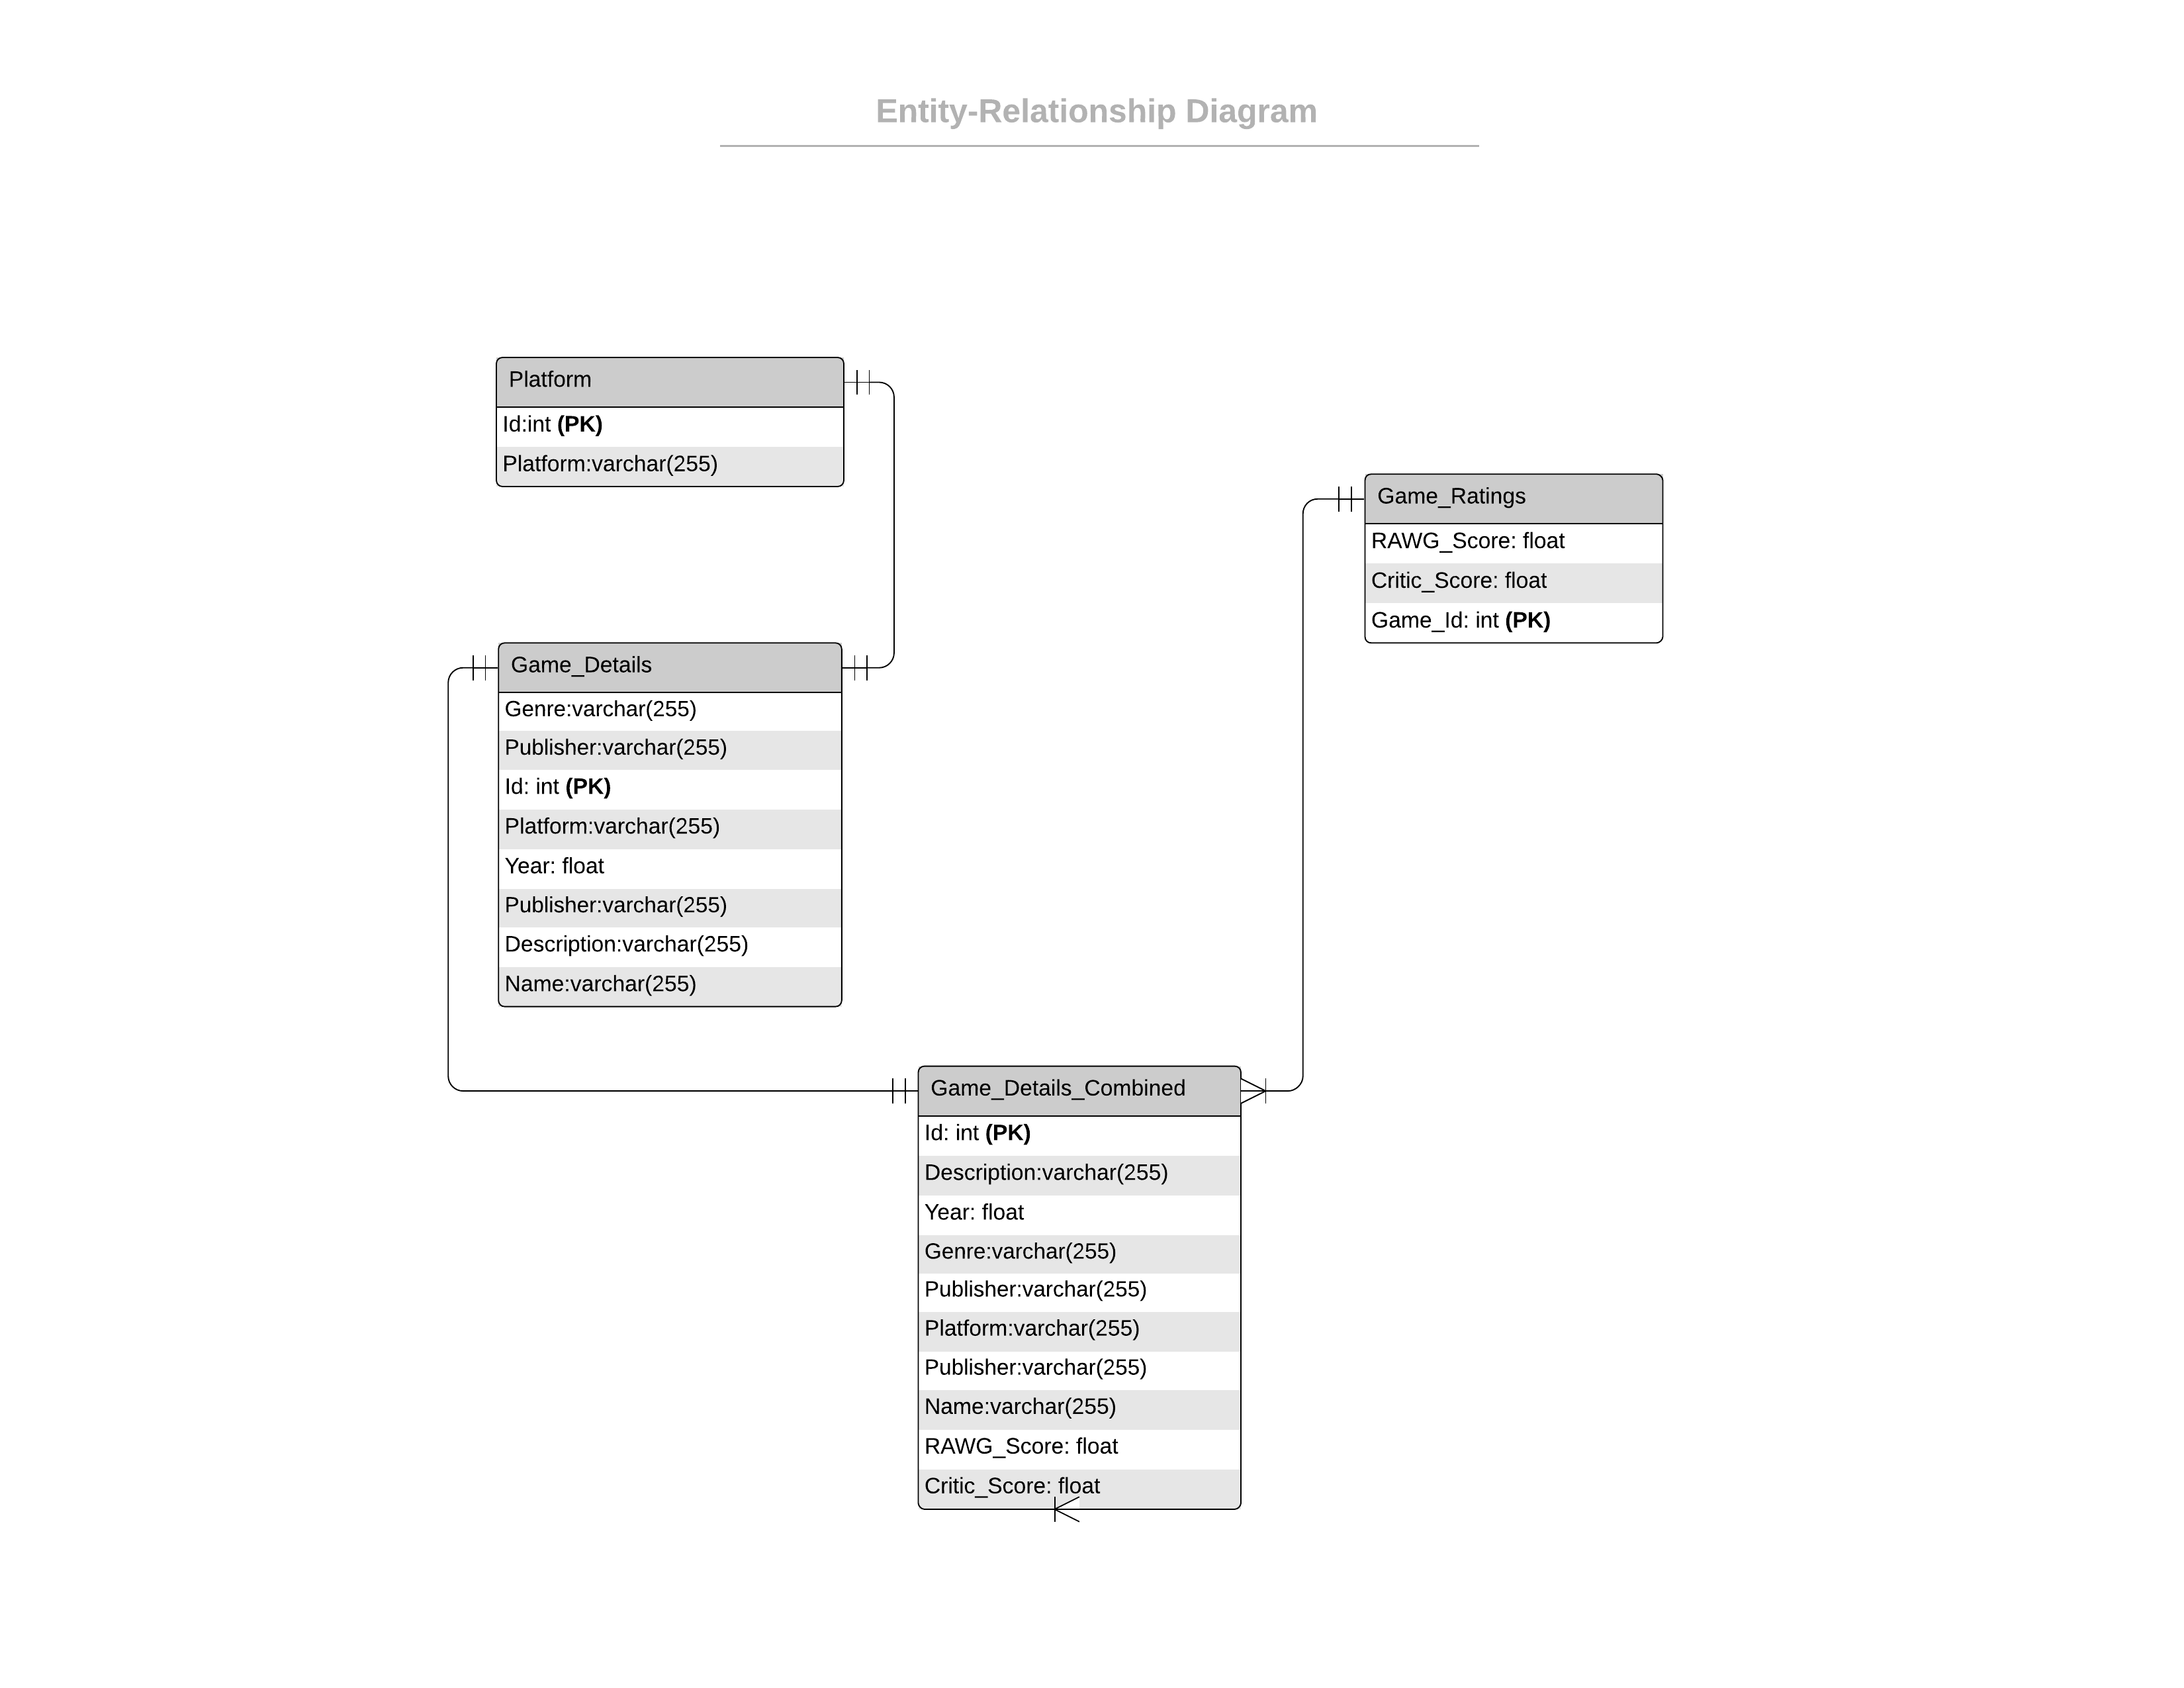 Entity-Relationship Diagram
Platform
Id:int (PK)
Platform:varchar(255)
Game_Ratings
RAWG_Score: float
Critic_Score: float
Game_Id: int (PK)
Game_Details
Genre:varchar(255)
Publisher:varchar(255)
Id: int (PK)
Platform:varchar(255)
Year: float
Publisher:varchar(255)
Description:varchar(255)
Name:varchar(255)
Game_Details_Combined
Id: int (PK)
Description:varchar(255)
Year: float
Genre:varchar(255)
Publisher:varchar(255)
Platform:varchar(255)
Publisher:varchar(255)
Name:varchar(255)
RAWG_Score: float
Critic_Score: float